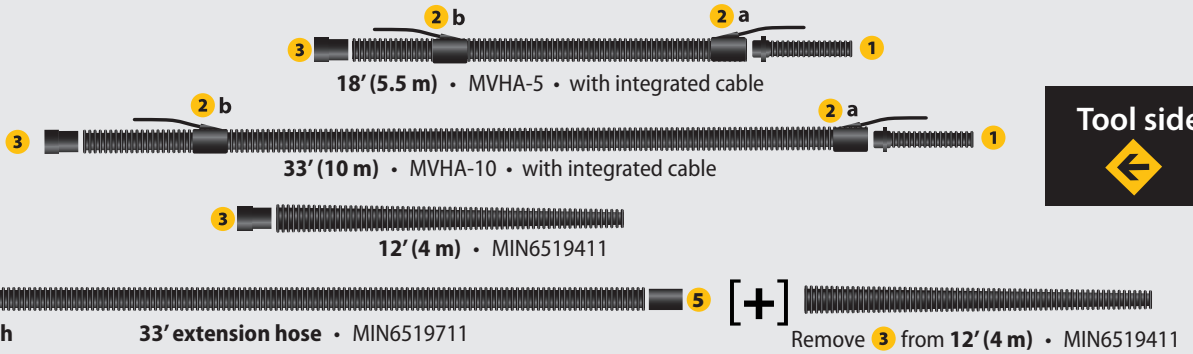 2 b
2 a
3
1
18′ (5.5 m) • MVHA-5 • with integrated cable
2 b
2 a
3
1
33′ (10 m) • MVHA-10 • with integrated cable
Tool side
3
12′ (4 m) • MIN6519411
5
[+]
h
33′ extension hose • MIN6519711
Remove 3 from 12′ (4 m) • MIN6519411